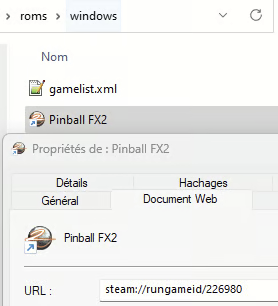 roms > windows
Nom
gamelist.xml
Pinball FX2
Propriétés de : Pinball FX2
Détails Hachages
Général Document Web
Pinball FX2
URL : steam://rungameid/226980